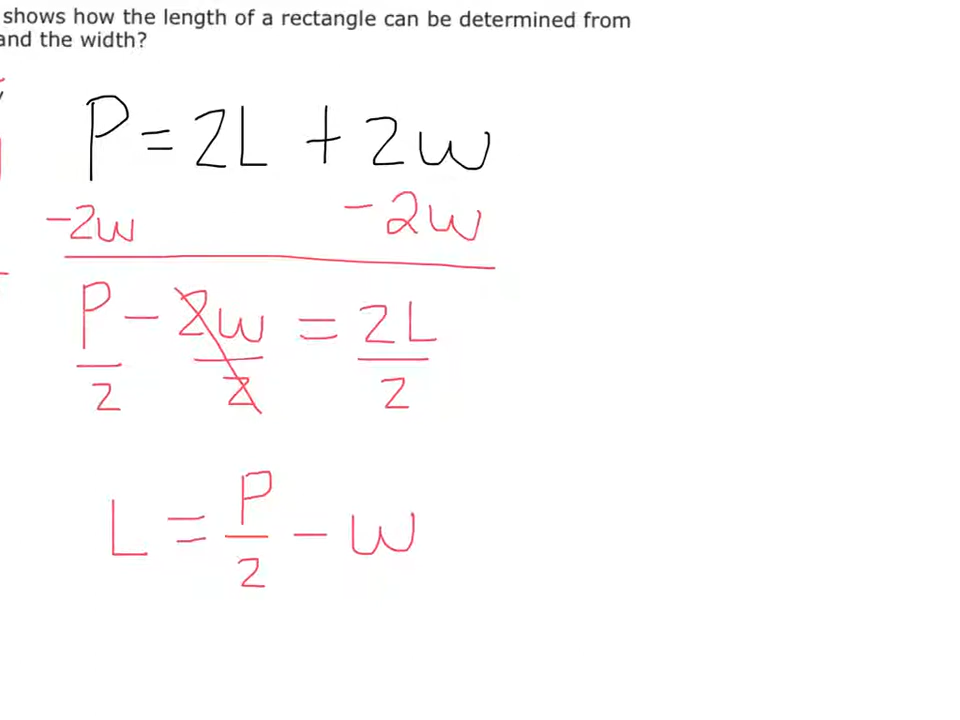 shows how the length of a rectangle can be determined from
and the width?
P = 2L + 2w
-2w -2w
P - 2w = 2L
2 2 2
L = P/2 - w